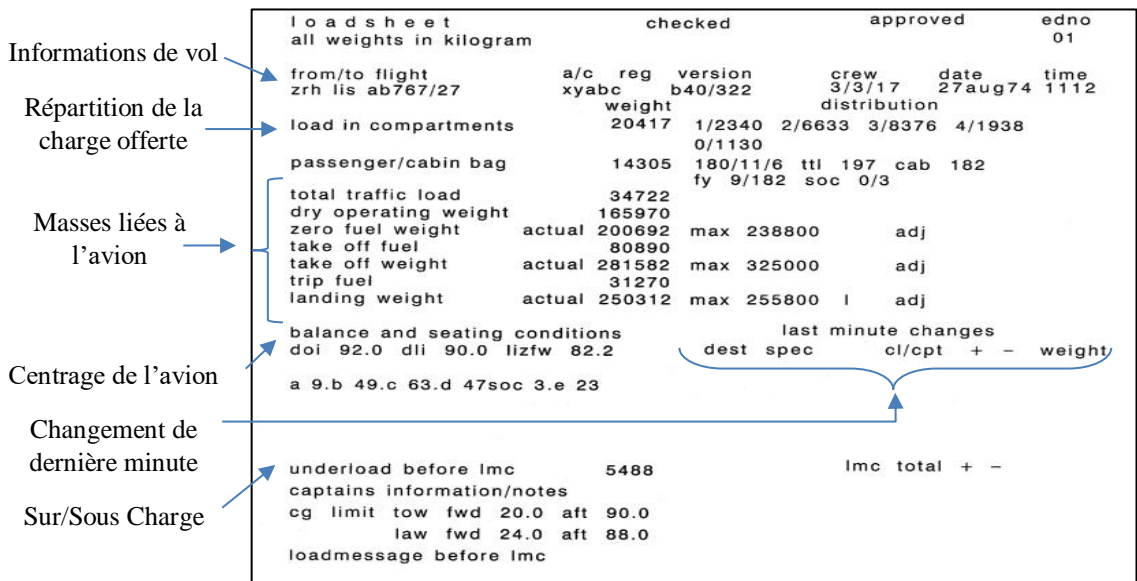 loadsheet checked approved edno
all weights in kilogram 01
Informations de vol
from/to flight a/c reg version crew date time
zrh lis ab767/27 xyabc b40/322 3/3/17 27aug74 1112
weight distribution
Répartition de la
charge offerte
load in compartments 20417 1/2340 2/6633 3/8376 4/1938
0/1130
passenger/cabin bag 14305 180/11/6 ttl 197 cab 182
fy 9/182 soc 0/3
Masses liées à
l’avion
total traffic load 34722
dry operating weight 165970
zero fuel weight actual 200692 max 238800 adj
take off fuel 80890
take off weight actual 281582 max 325000 adj
trip fuel 31270
landing weight actual 250312 max 255800 l adj
Centrage de l’avion
balance and seating conditions last minute changes
doi 92.0 dli 90.0 lizfw 82.2 dest spec cl/cpt + - weight
a 9.b 49.c 63.d 47soc 3.e 23
Changement de
dernière minute
Sur/Sous Charge
underload before lmc 5488 lmc total + -
captains information/notes
cg limit tow fwd 20.0 aft 90.0
law fwd 24.0 aft 88.0
loadmessage before lmc